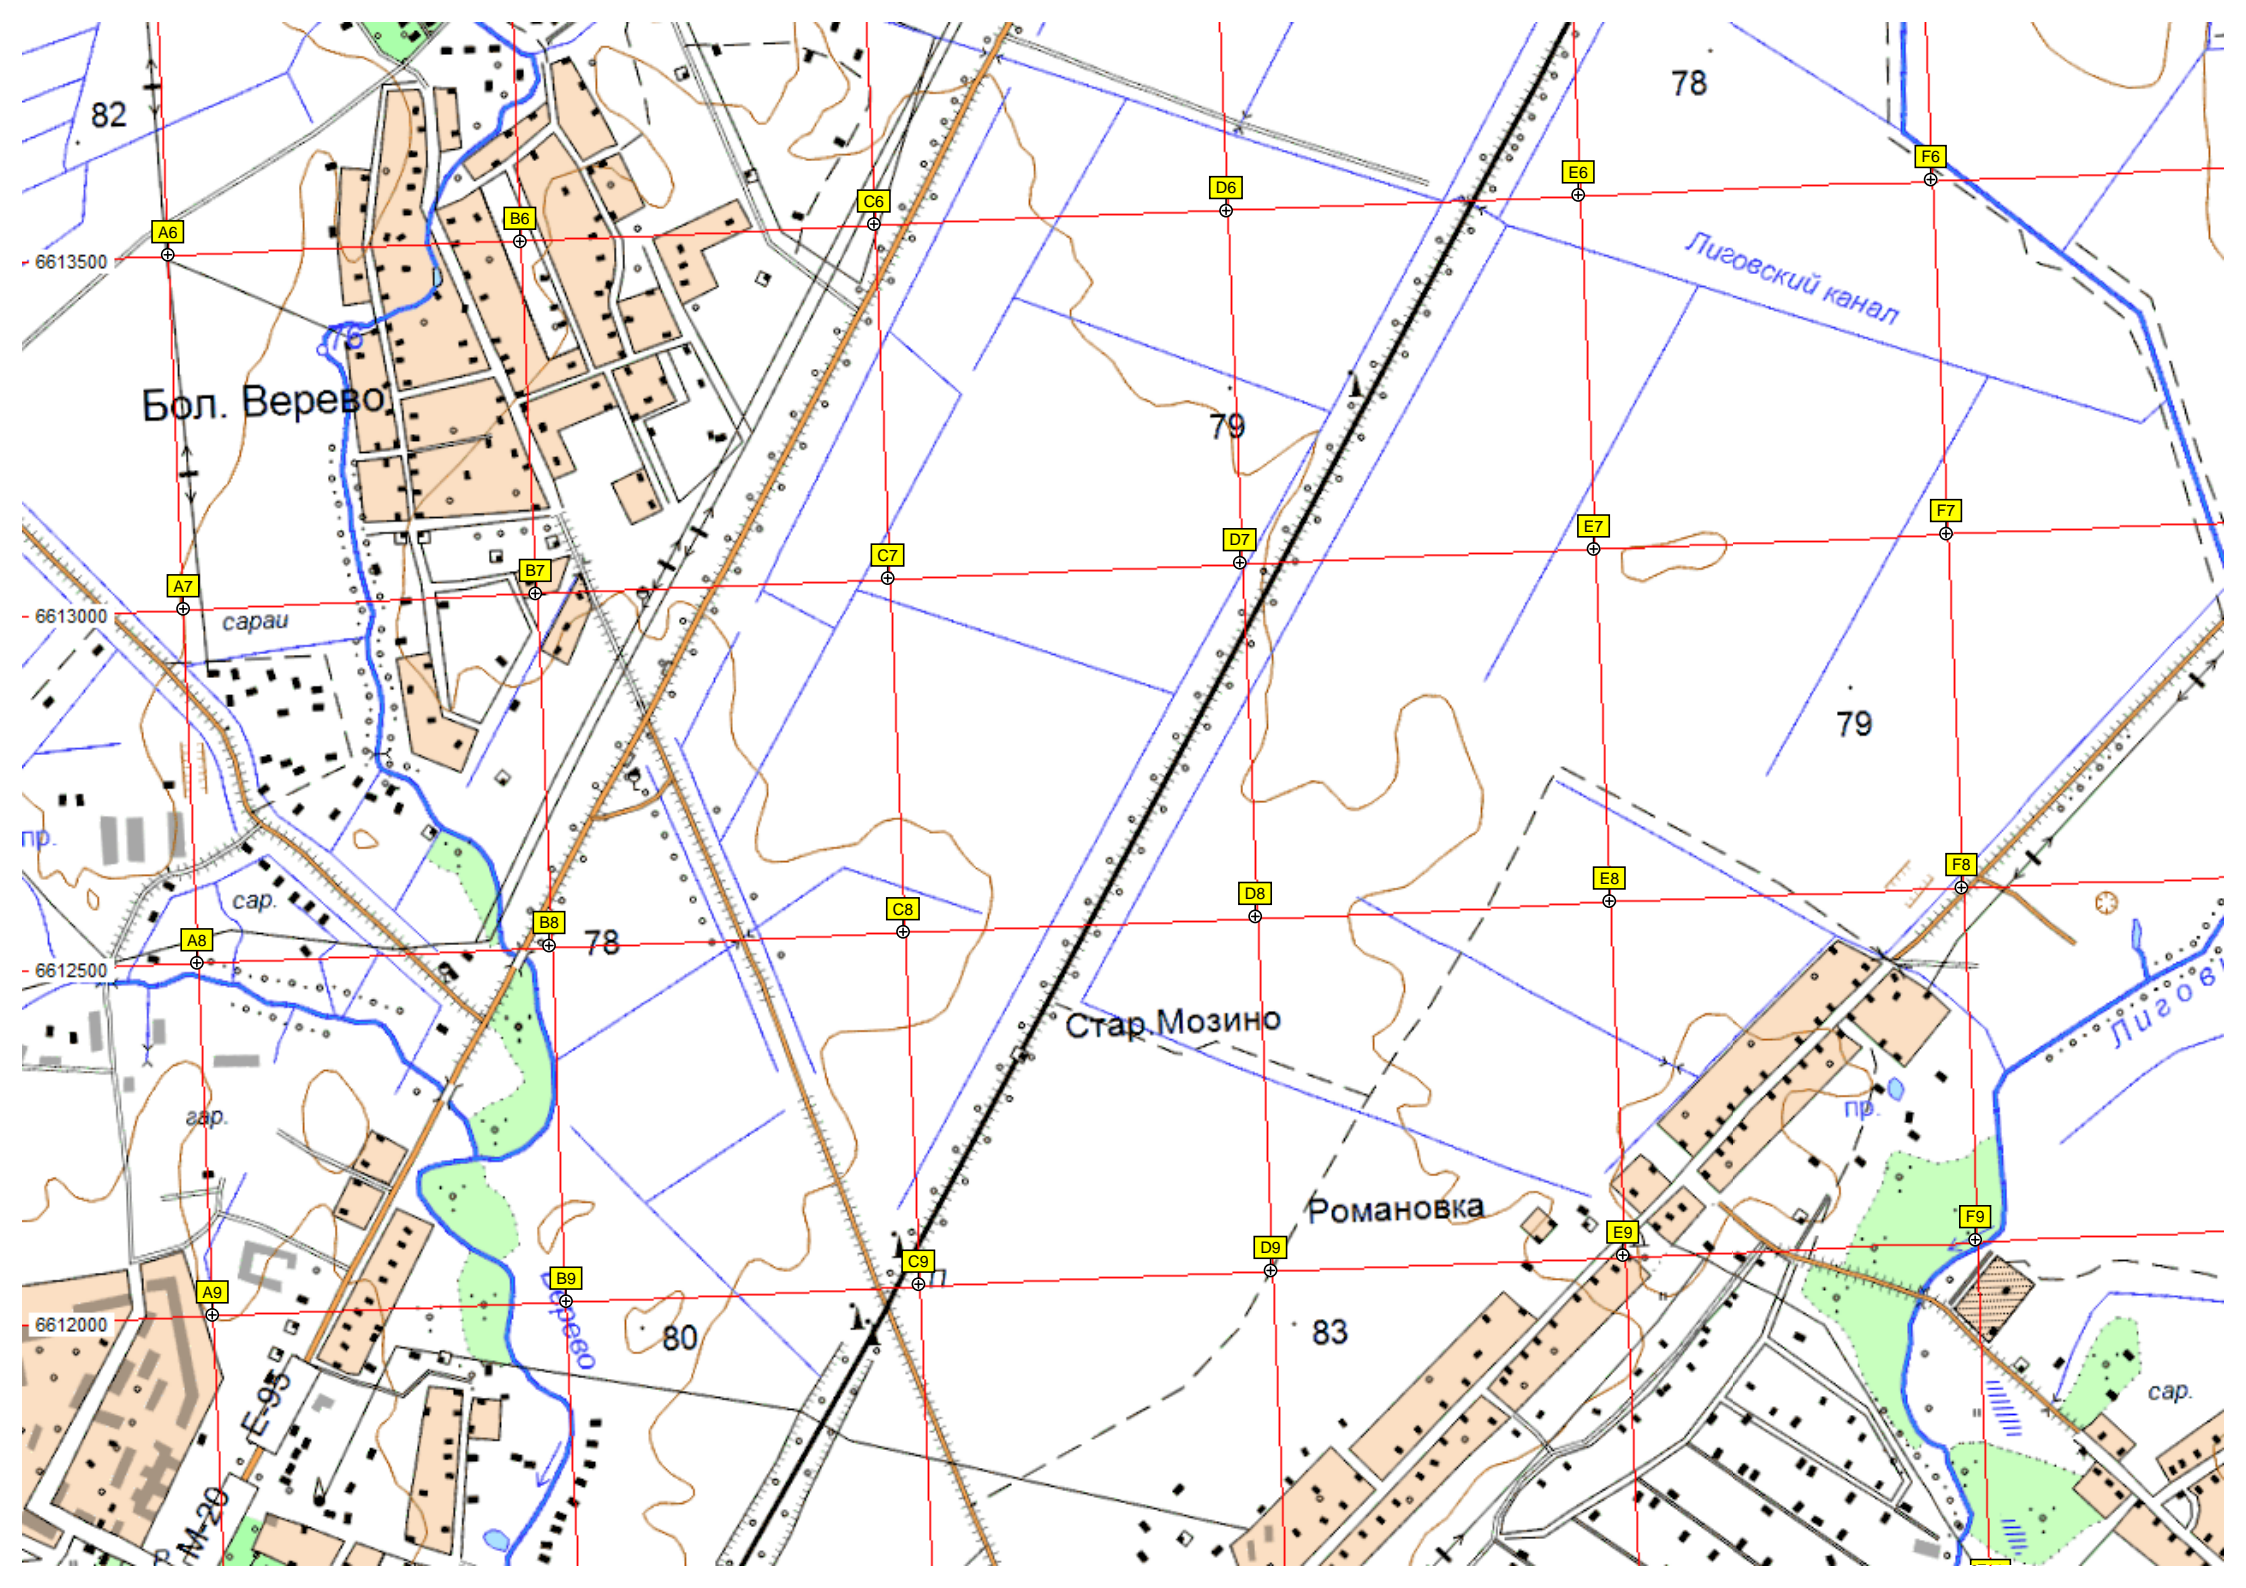 78
82
F6
E6
D6
C6
B6
A6
6613500
Лиговский канал
76
Бол. Верево
79
F7
E7
D7
C7
B7
A7
6613000
сараи
79
пр.
F8
E8
D8
C8
B8
A8
сар.
78
6612500
Стар.Мозино
Лигов
гар.
пр.
Романовка
F9
E9
D9
C9
П
B9
A9
6612000
Верево
80
83
Е-95
сар.
М-20
Р